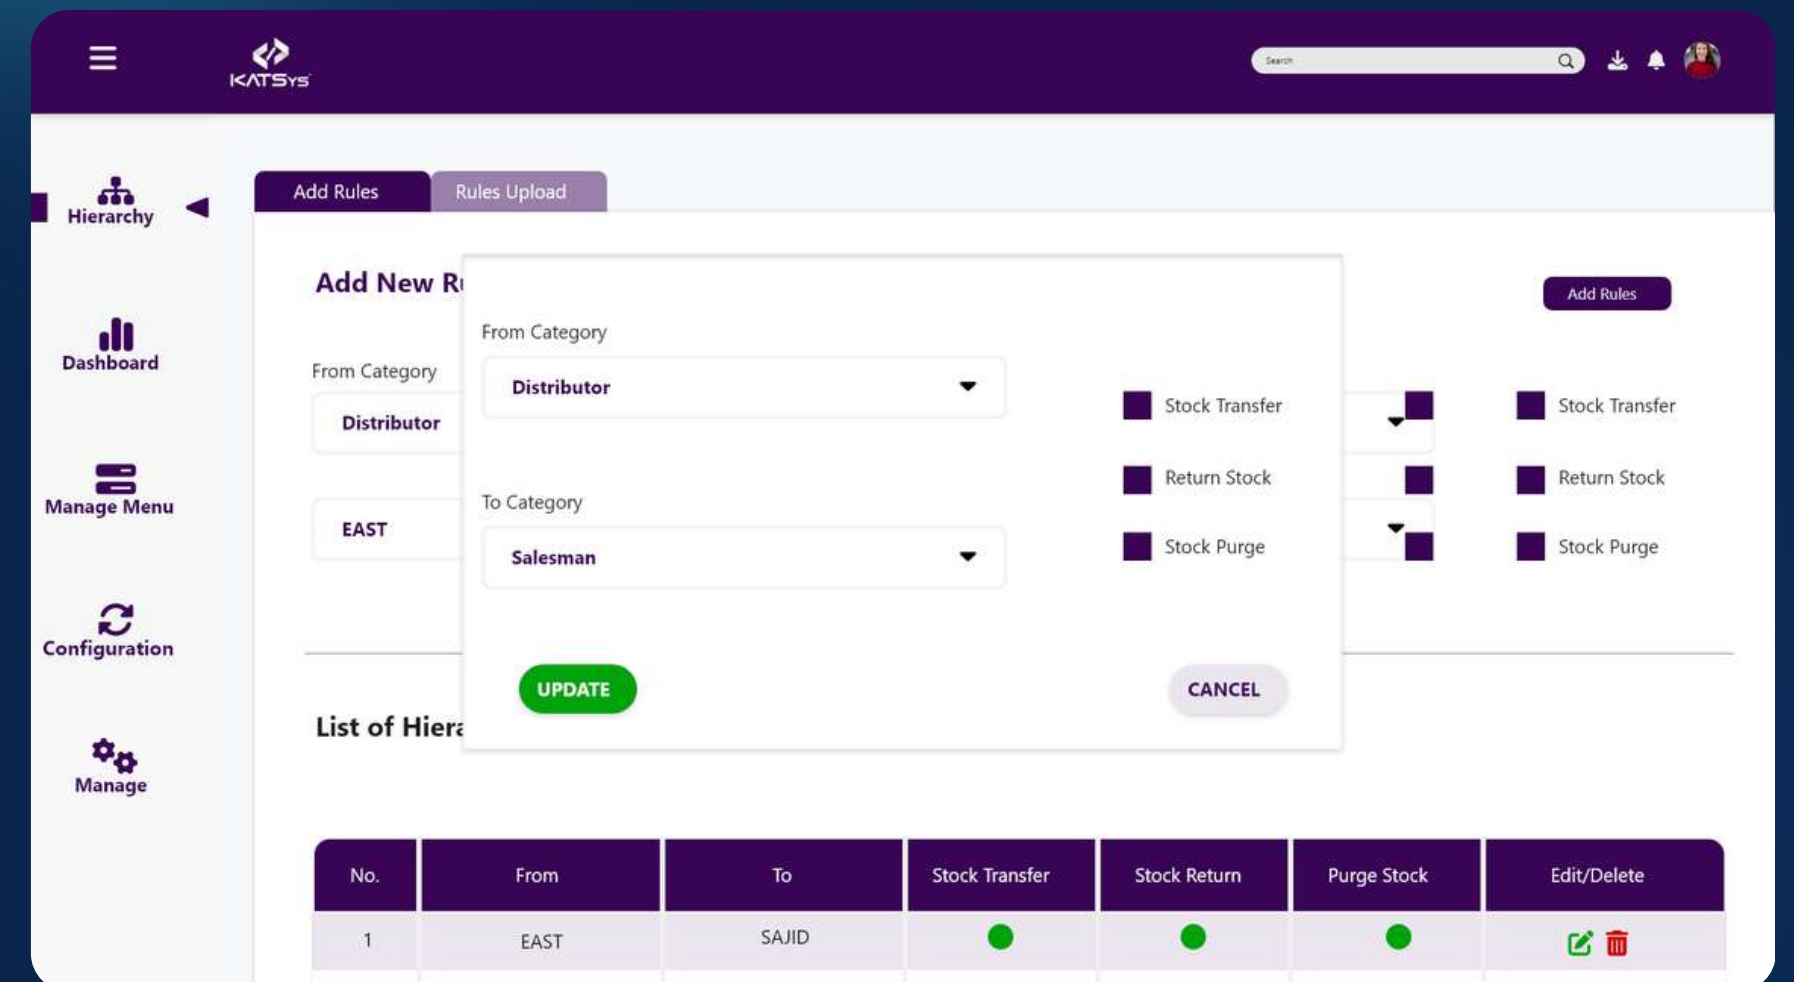 KATSys
Search
Hierarchy
Dashboard
Manage Menu
Configuration
Manage
Add Rules
Rules Upload
Add New R
Add Rules
From Category
Distributor
EAST
From Category
Distributor
To Category
Salesman
Stock Transfer
Return Stock
Stock Purge
UPDATE
CANCEL
Stock Transfer
Return Stock
Stock Purge
List of Hiera
No. From To Stock Transfer Stock Return Purge Stock Edit/Delete
1 EAST SAJID